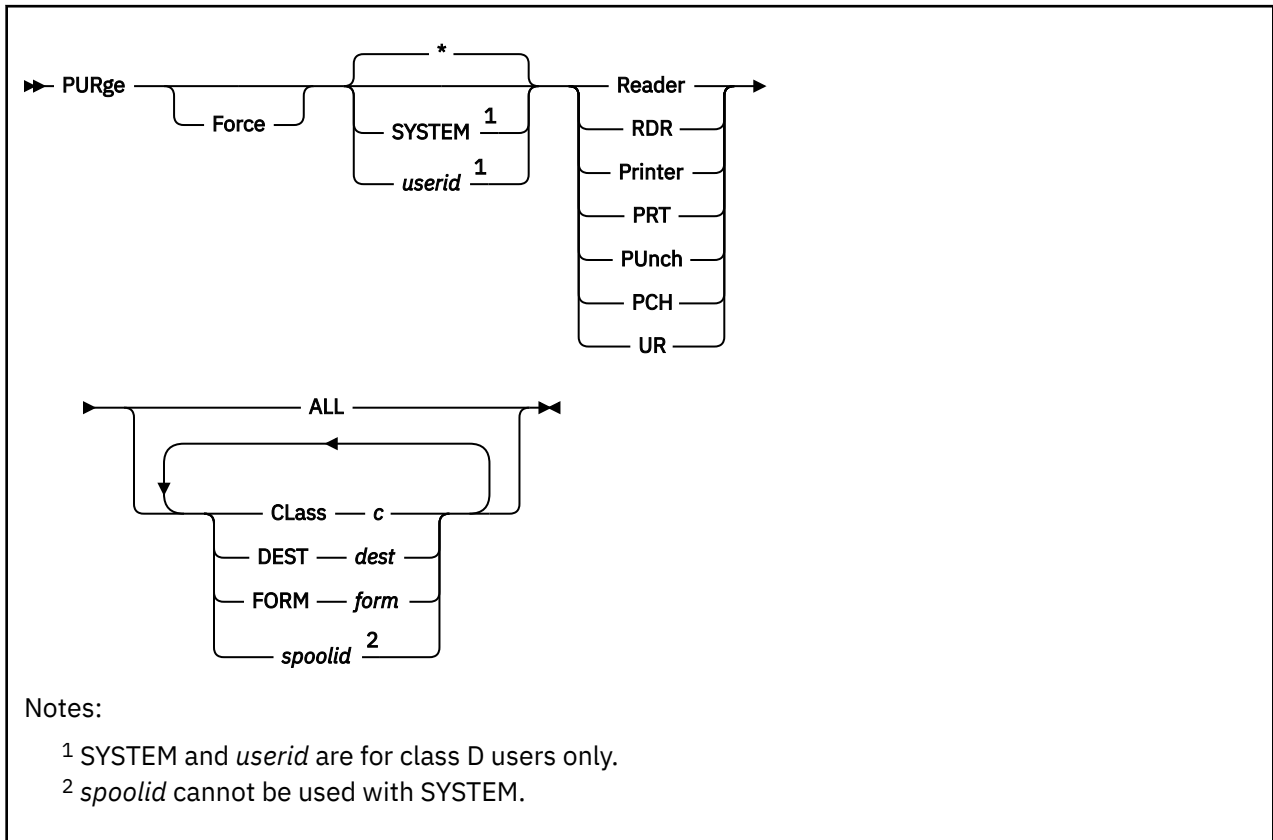 *
PURge Reader
Force SYSTEM 1 RDR
userid 1 Printer
PRT
PUnch
PCH
UR
ALL
CLass c
DEST dest
FORM form
spoolid 2
Notes:
1 SYSTEM and userid are for class D users only.
2 spoolid cannot be used with SYSTEM.